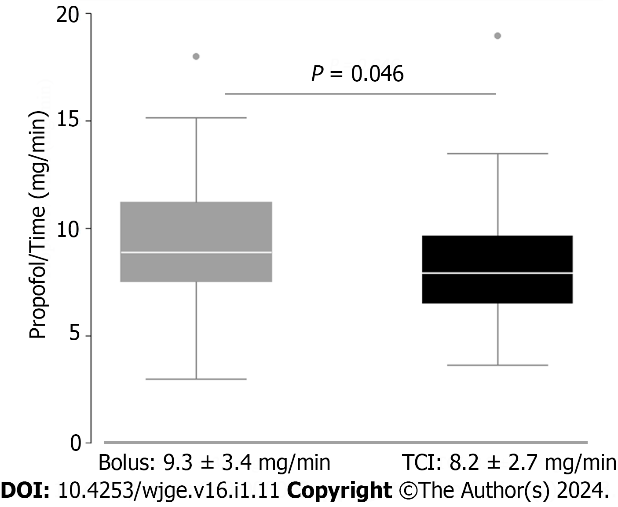 20
P = 0.046
15
10
5
0
Propofol/Time (mg/min)
Bolus: 9.3 ± 3.4 mg/min
TCI: 8.2 ± 2.7 mg/min
DOI: 10.4253/wjge.v16.i1.11 Copyright ©The Author(s) 2024.